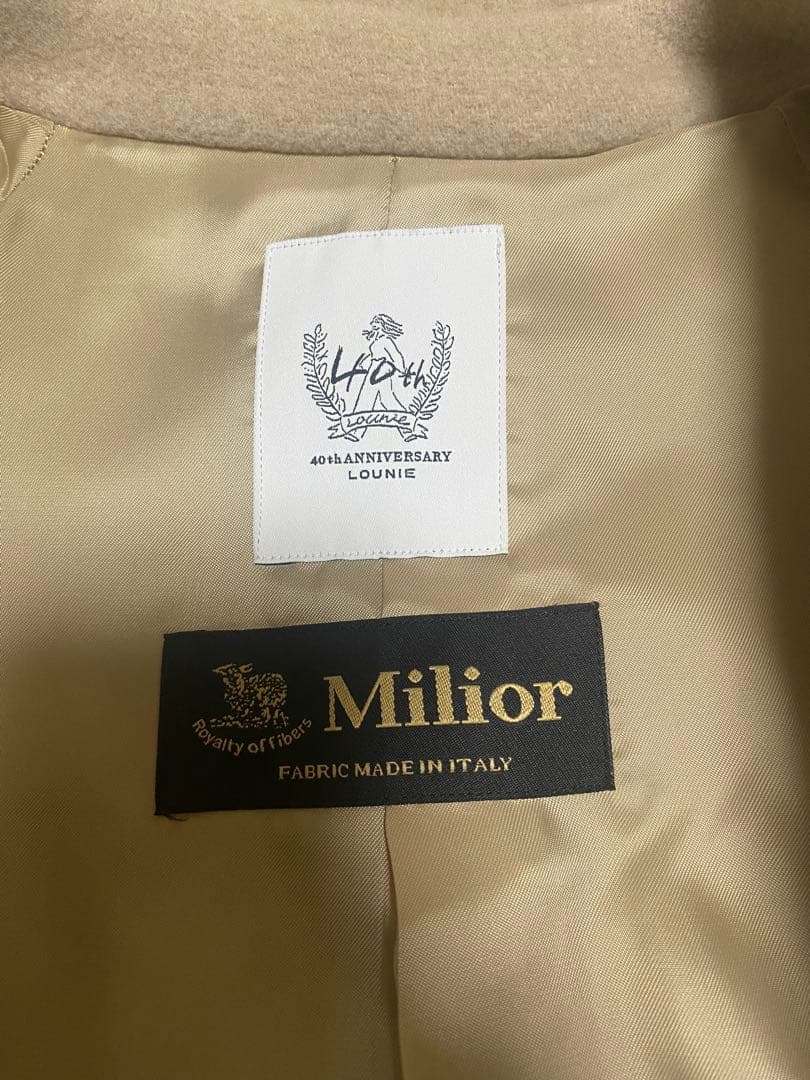 40th
LOUNIE
40th ANNIVERSARY
LOUNIE
Milior
Royalty of fibers
FABRIC MADE IN ITALY